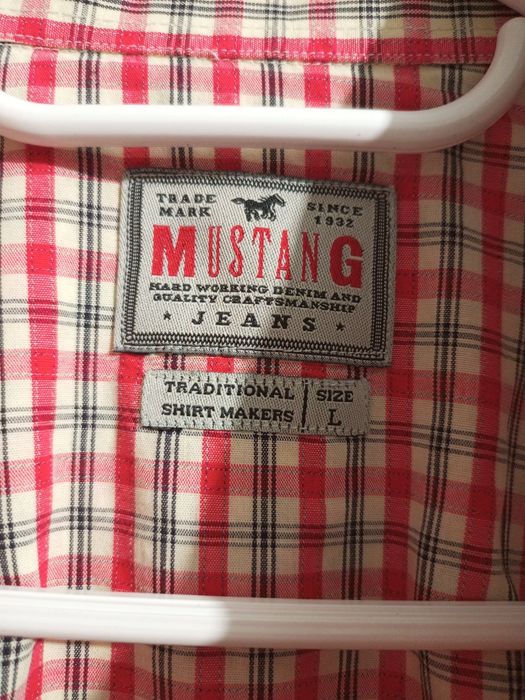 TRADE MARK
SINCE 1932
MUSTANG
HARD WORKING DENIM AND
QUALITY CRAFTSMANSHIP
★ JEANS ★
TRADITIONAL
SHIRT MAKERS
SIZE
L